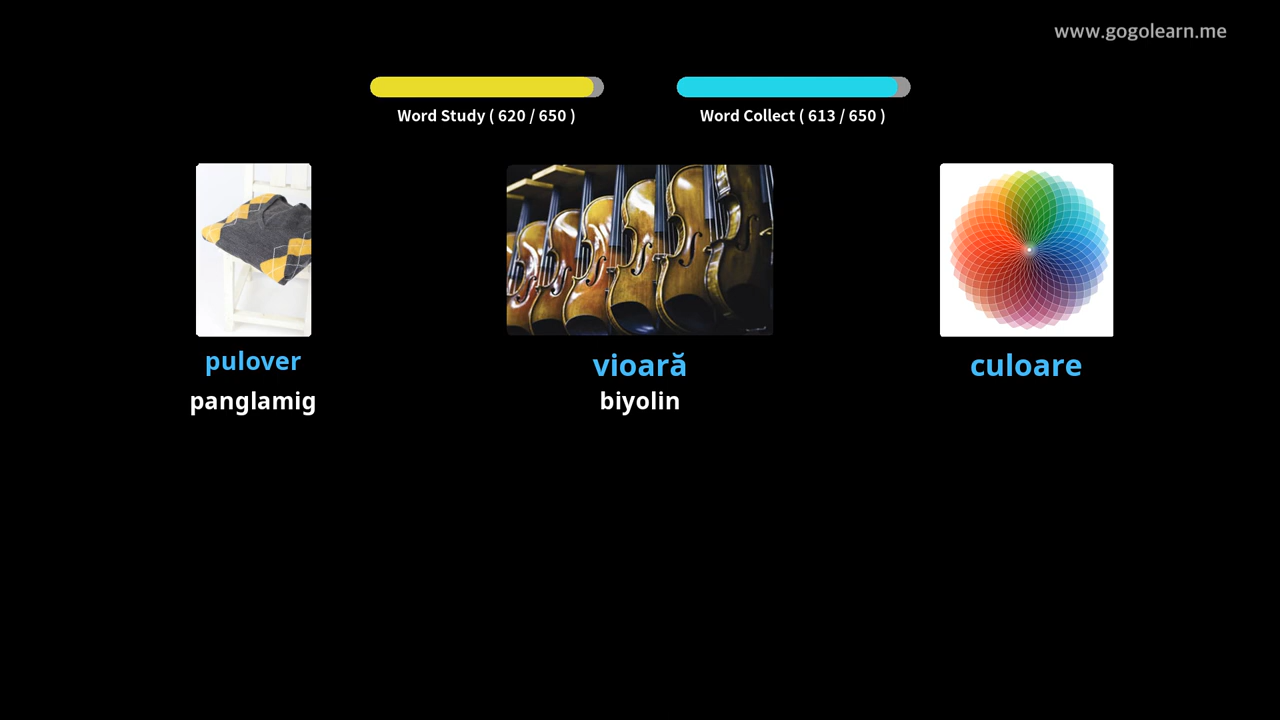 www.gogolearn.me
Word Study ( 620 / 650 )
Word Collect ( 613 / 650 )
pulover
vioară
culoare
panglamig
biyolin